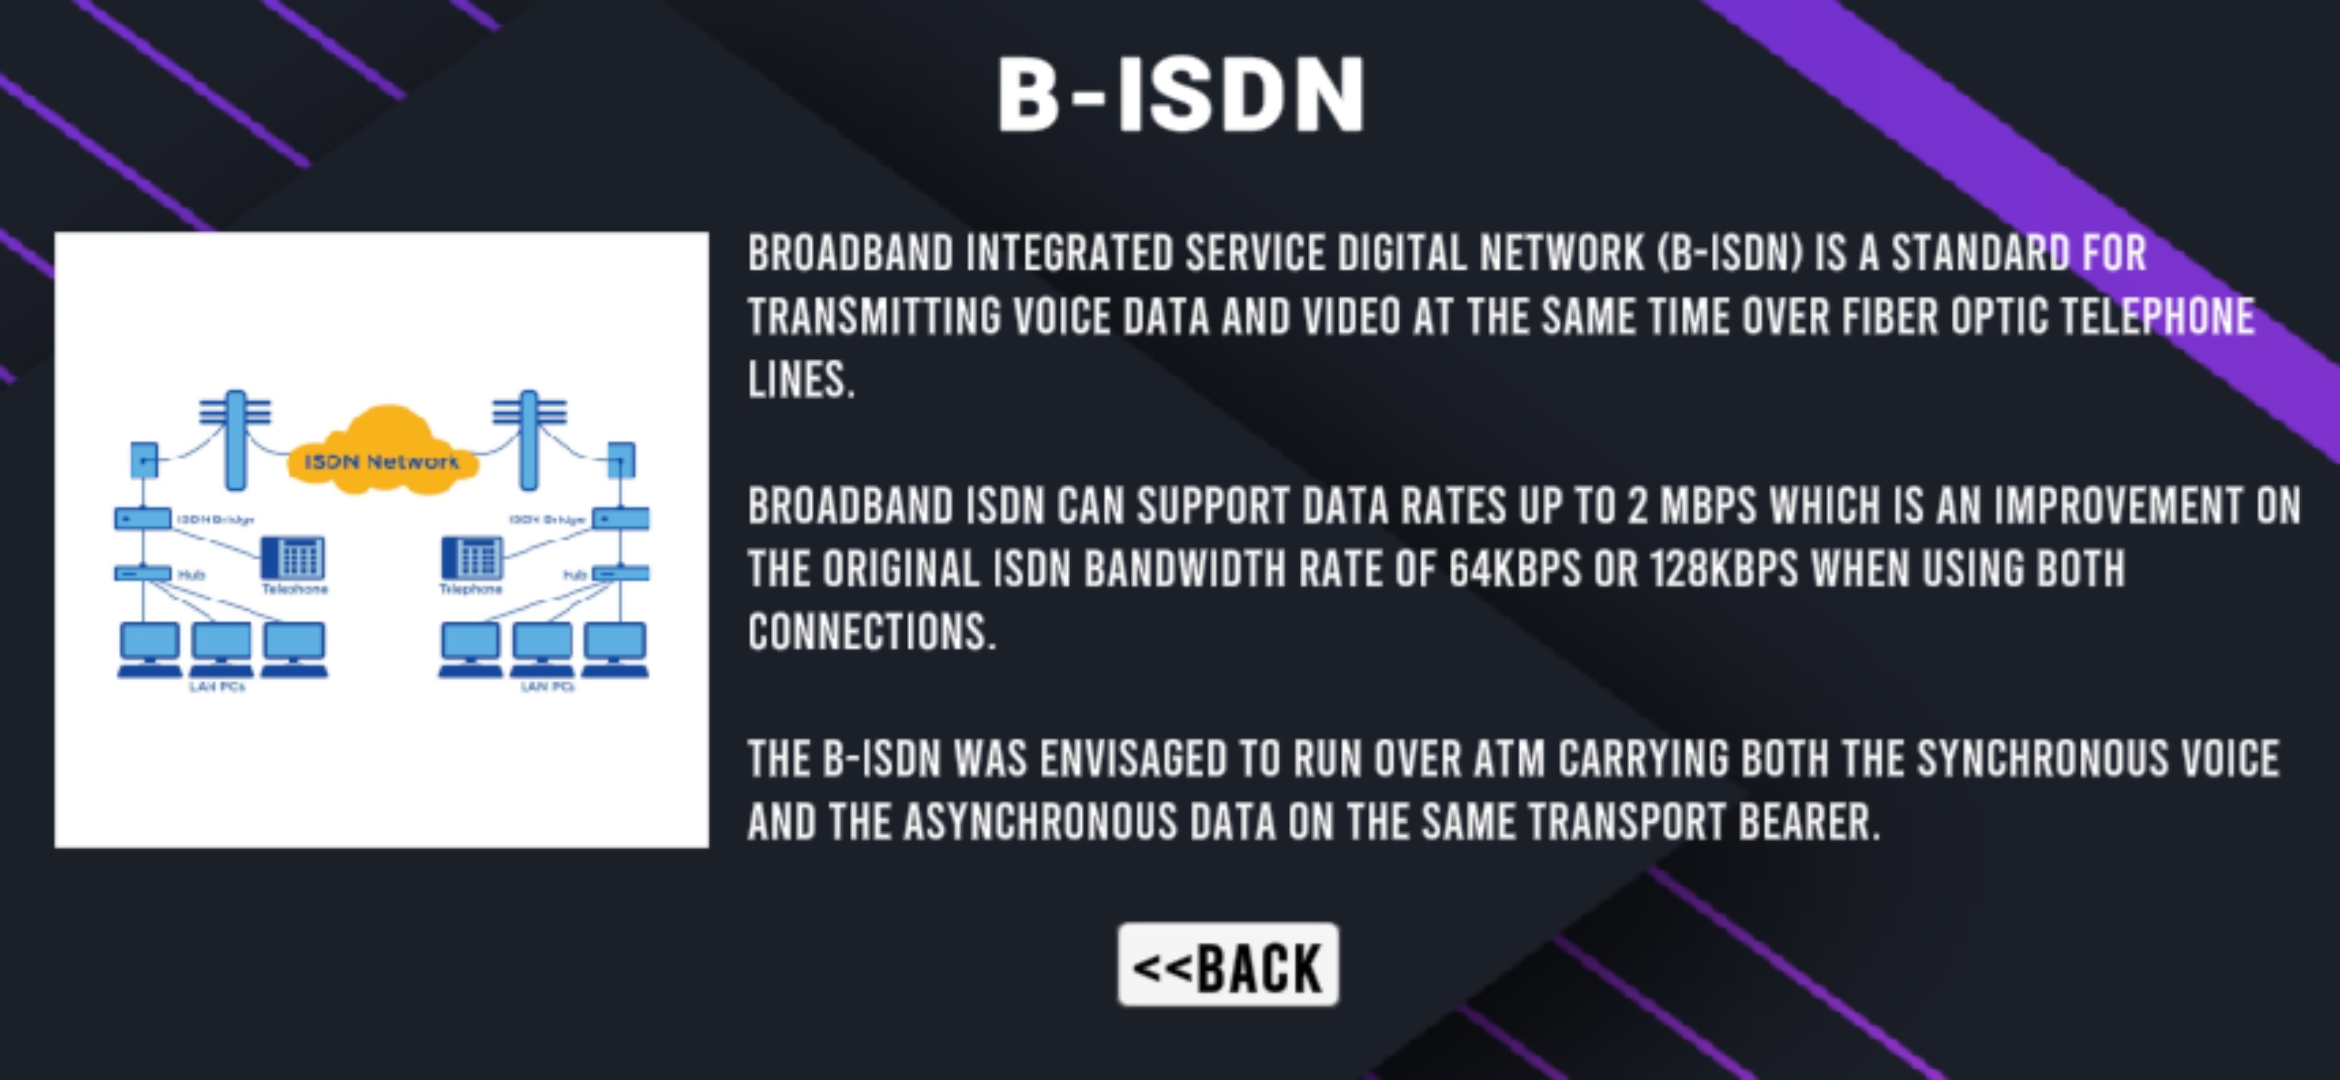 B-ISDN
BROADBAND INTEGRATED SERVICE DIGITAL NETWORK (B-ISDN) IS A STANDARD FOR
TRANSMITTING VOICE DATA AND VIDEO AT THE SAME TIME OVER FIBER OPTIC TELEPHONE
LINES.
BROADBAND ISDN CAN SUPPORT DATA RATES UP TO 2 MBPS WHICH IS AN IMPROVEMENT ON
THE ORIGINAL ISDN BANDWIDTH RATE OF 64KBPS OR 128KBPS WHEN USING BOTH
CONNECTIONS.
THE B-ISDN WAS ENVISAGED TO RUN OVER ATM CARRYING BOTH THE SYNCHRONOUS VOICE
AND THE ASYNCHRONOUS DATA ON THE SAME TRANSPORT BEARER.
ISDN Network
ISDN Bridge
ISDN Bridge
Hub
Hub
Telephone
Telephone
LAN PCs
LAN PCs
<<BACK